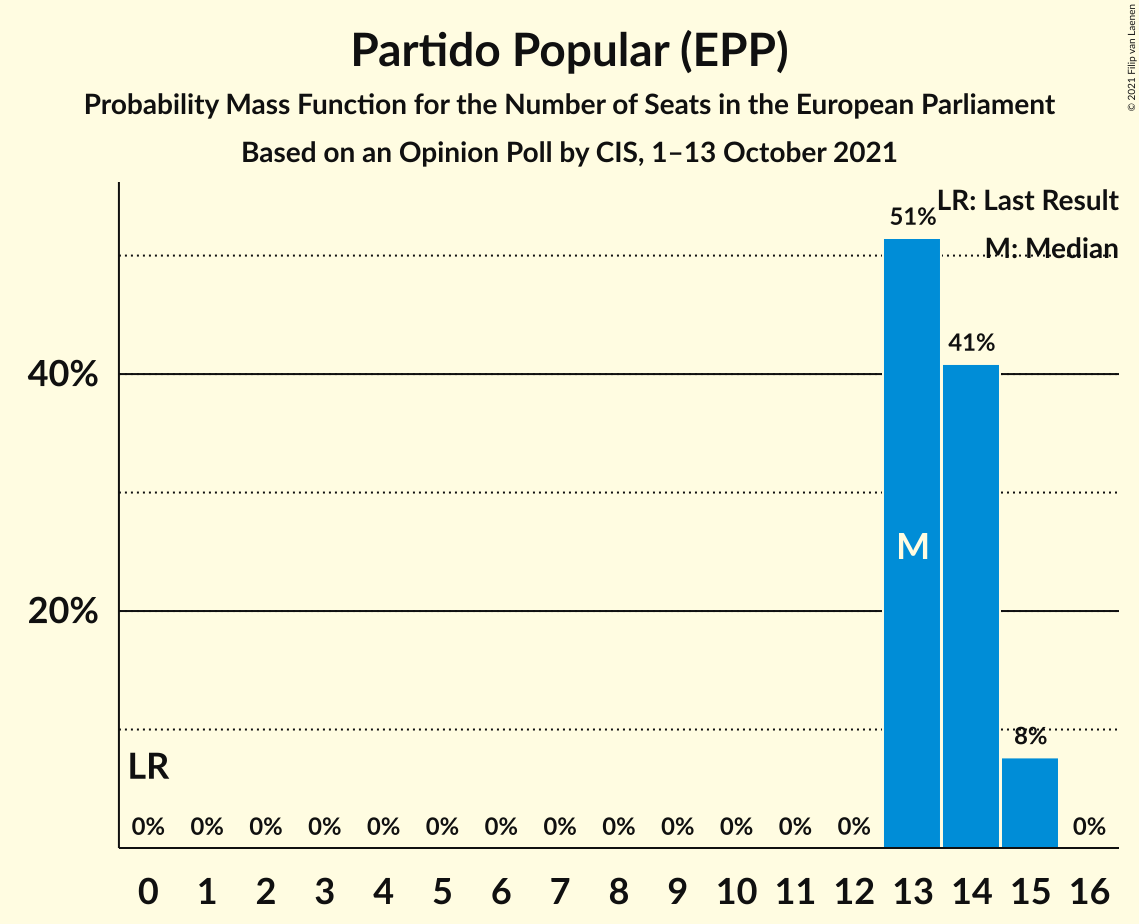 Partido Popular (EPP)
Probability Mass Function for the Number of Seats in the European Parliament
Based on an Opinion Poll by CIS, 1–13 October 2021
© 2021 Filip van Laenen
LR: Last Result
M: Median
51%
41%
40%
M
20%
8%
LR
0% 0% 0% 0% 0% 0% 0% 0% 0% 0% 0% 0% 0% 0%
0 1 2 3 4 5 6 7 8 9 10 11 12 13 14 15 16